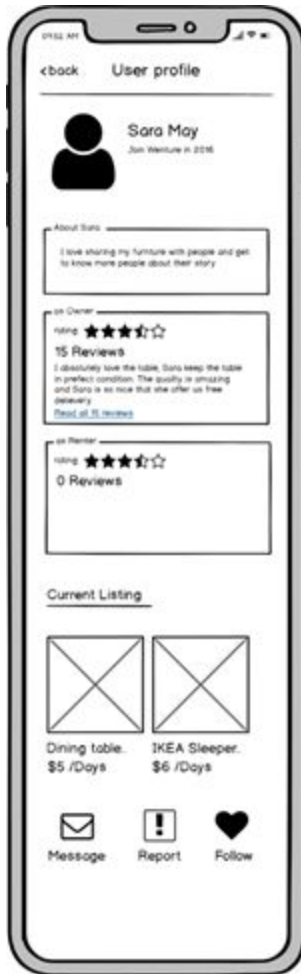 09:02 AM
<back
User profile
Sara May
Join Wenture in 2016
About Sara
I love sharing my furniture with people and get
to know more people about their story
as Owner
rating
15 Reviews
I absolutely love the table, Sara keep the table
in prefect condition. The quality is amazing
and Sara is so nice that she offer us free
delievery.
Read all 15 reviews
as Renter
rating
0 Reviews
Current Listing
Dining table..
IKEA Sleeper..
$5 /Days
$6 /Days
Message
Report
Follow